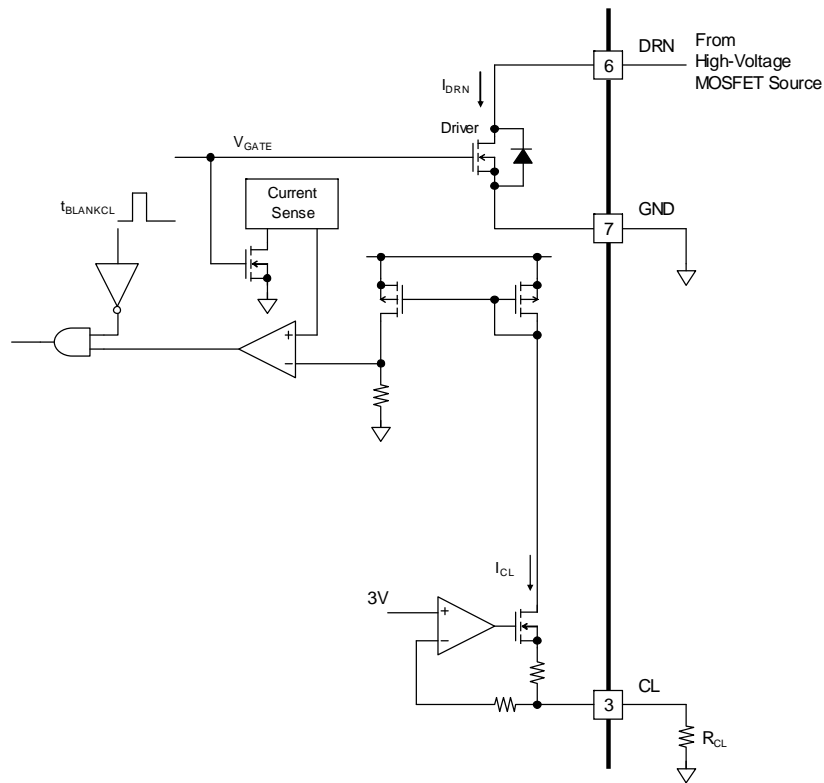 DRN
From
High-Voltage
MOSFET Source
6
I_DRN
Driver
V_GATE
t_BLANKCL
Current
Sense
GND
7
+
−
I_CL
3V
+
−
CL
3
R_CL